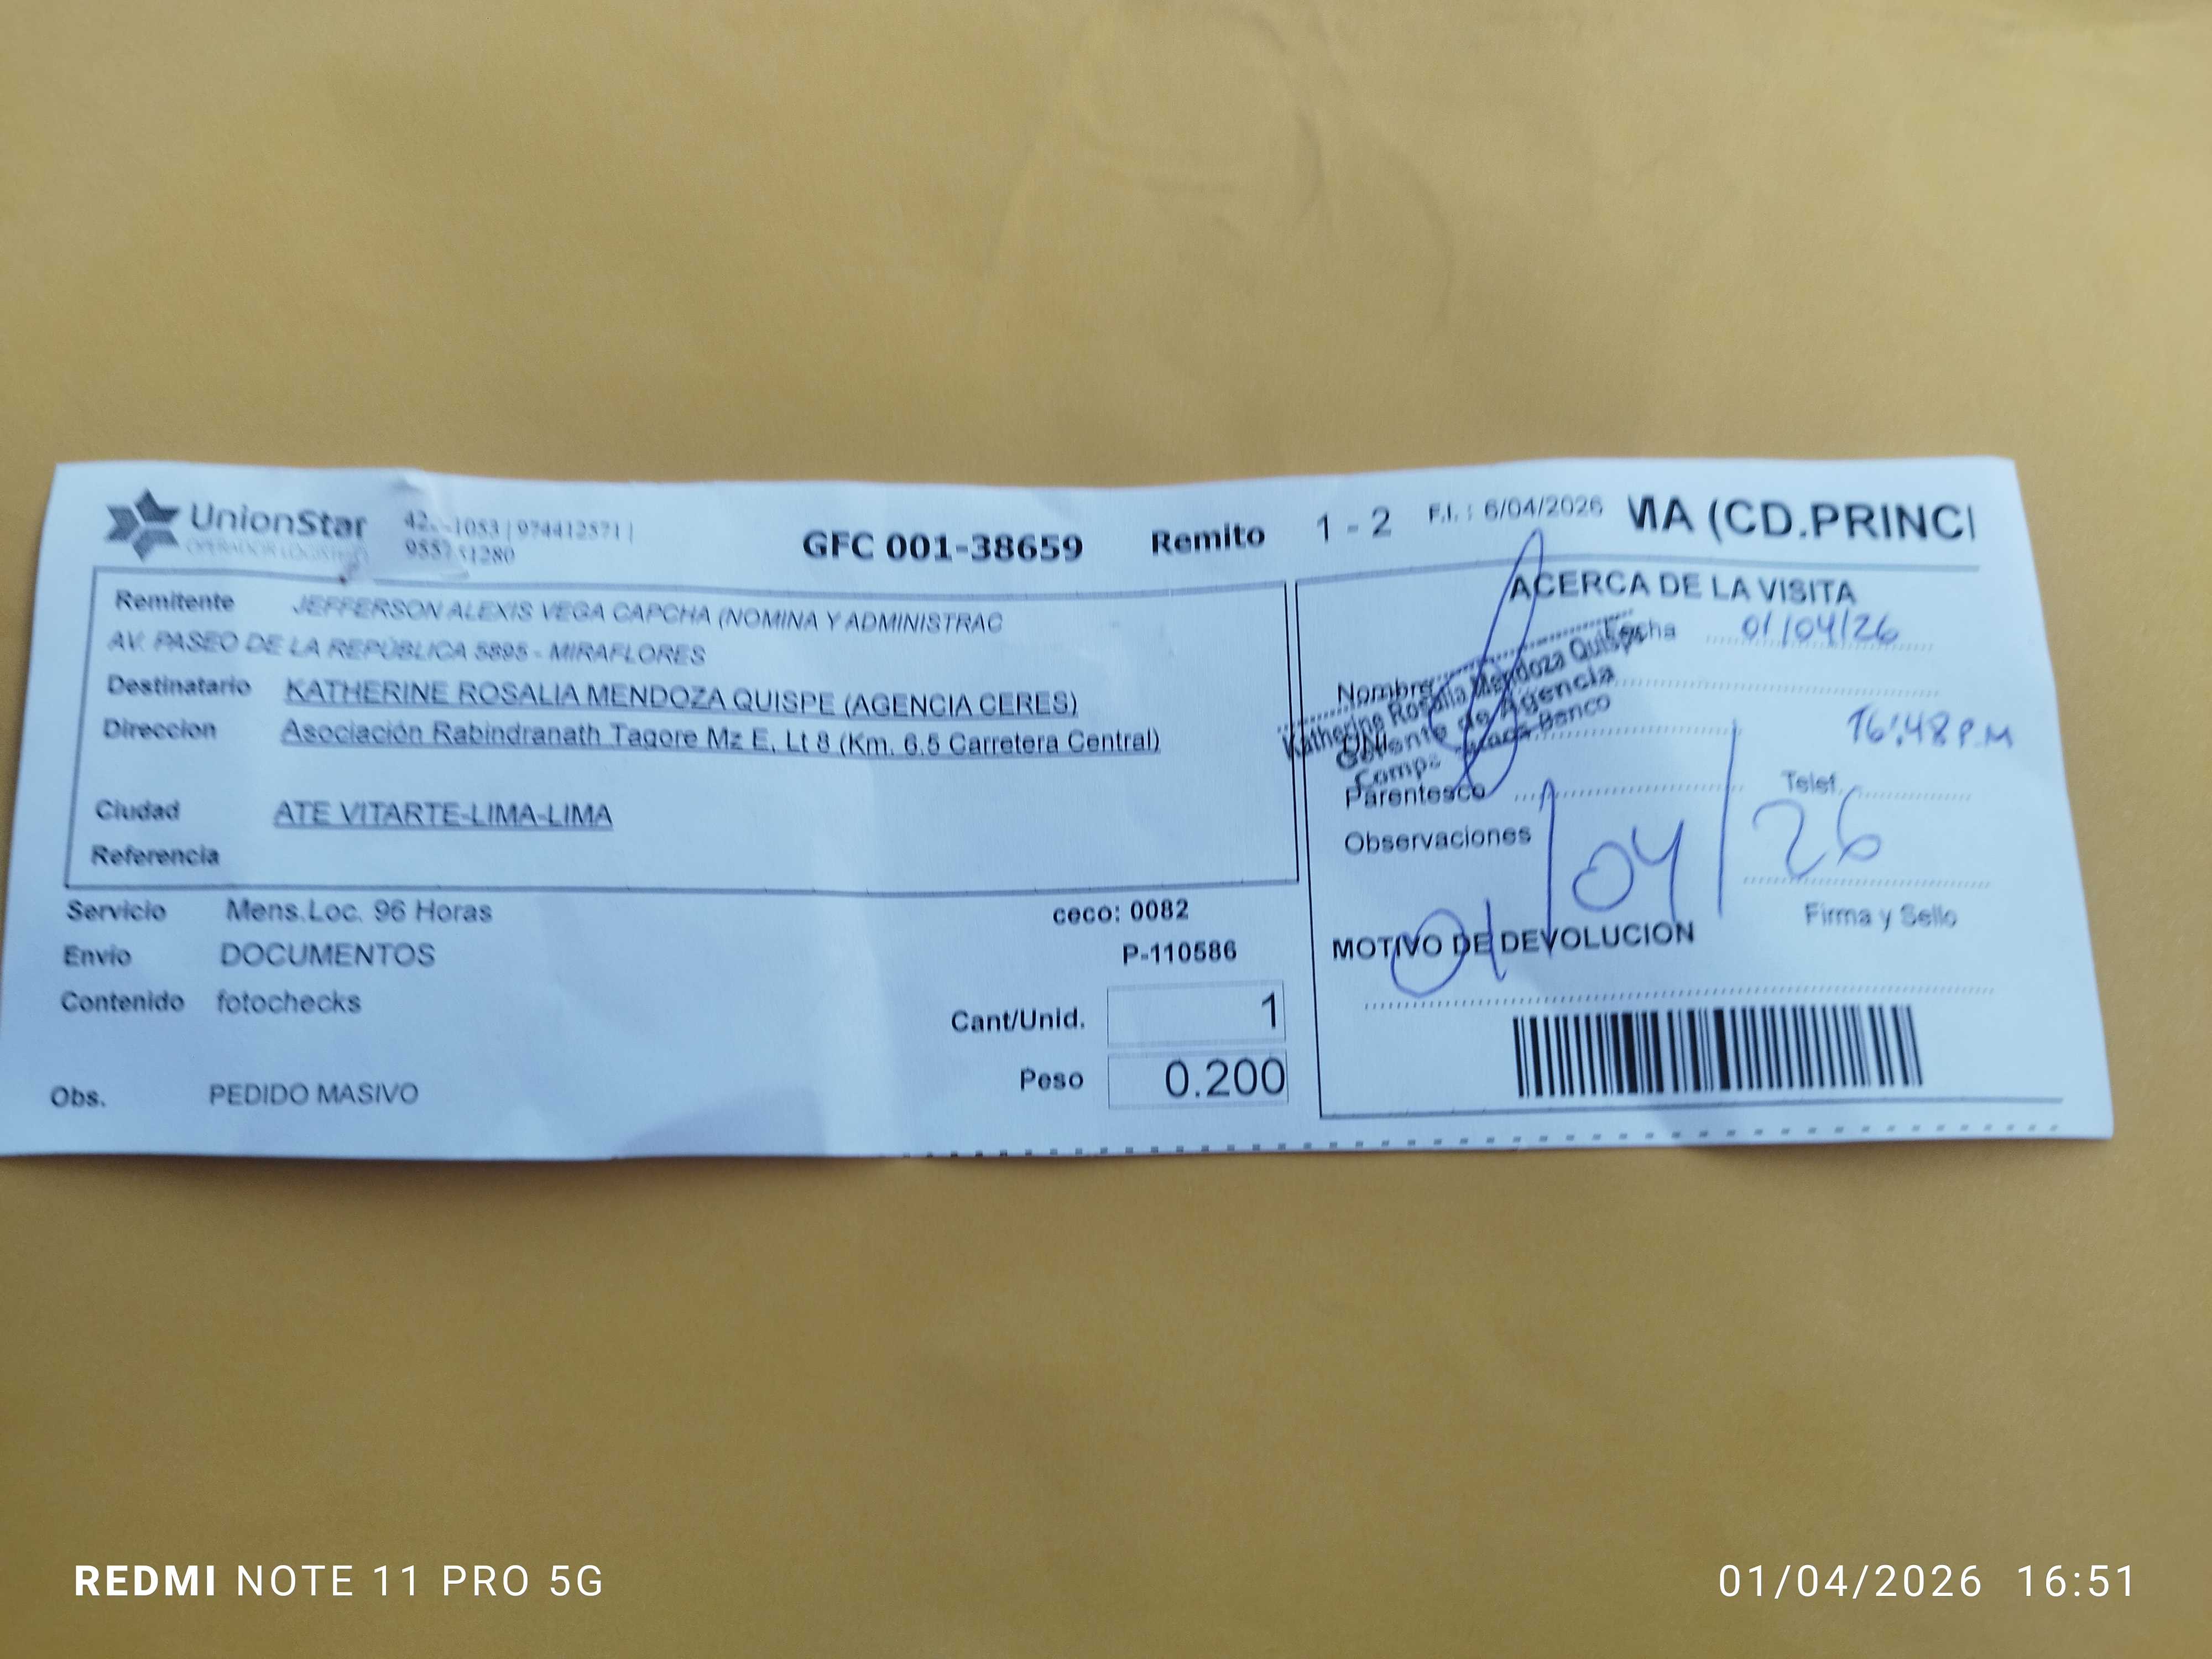 UnionStar
OPERADOR LOGISTICO
-1053 | 974412571 |
1280
GFC 001-38659
Remito
1 - 2
F.I. : 6/04/2026
MA (CD.PRINCI
Remitente JEFFERSON ALEXIS VEGA CAPCHA (NOMINA Y ADMINISTRAC
AV. PASEO DE LA REPÚBLICA 5895 - MIRAFLORES
Destinatario KATHERINE ROSALIA MENDOZA QUISPE (AGENCIA CERES)
Direccion Asociación Rabindranath Tagore Mz E, Lt 8 (Km. 6.5 Carretera Central)
Ciudad ATE VITARTE-LIMA-LIMA
Referencia
Servicio Mens.Loc. 96 Horas
Envio DOCUMENTOS
Contenido fotochecks
Obs. PEDIDO MASIVO
ceco: 0082
P-110586
Cant/Unid. 1
Peso 0.200
ACERCA DE LA VISITA
Fecha 01/04/26
Nombre
Katherine Rosalia Mendoza Quispe
Gerente de Agencia
Banco
DNI
16:48 P.M
Parentesco
Telef.
Observaciones
01/04/26
Firma y Sello
MOTIVO DE DEVOLUCION
REDMI NOTE 11 PRO 5G
01/04/2026 16:51